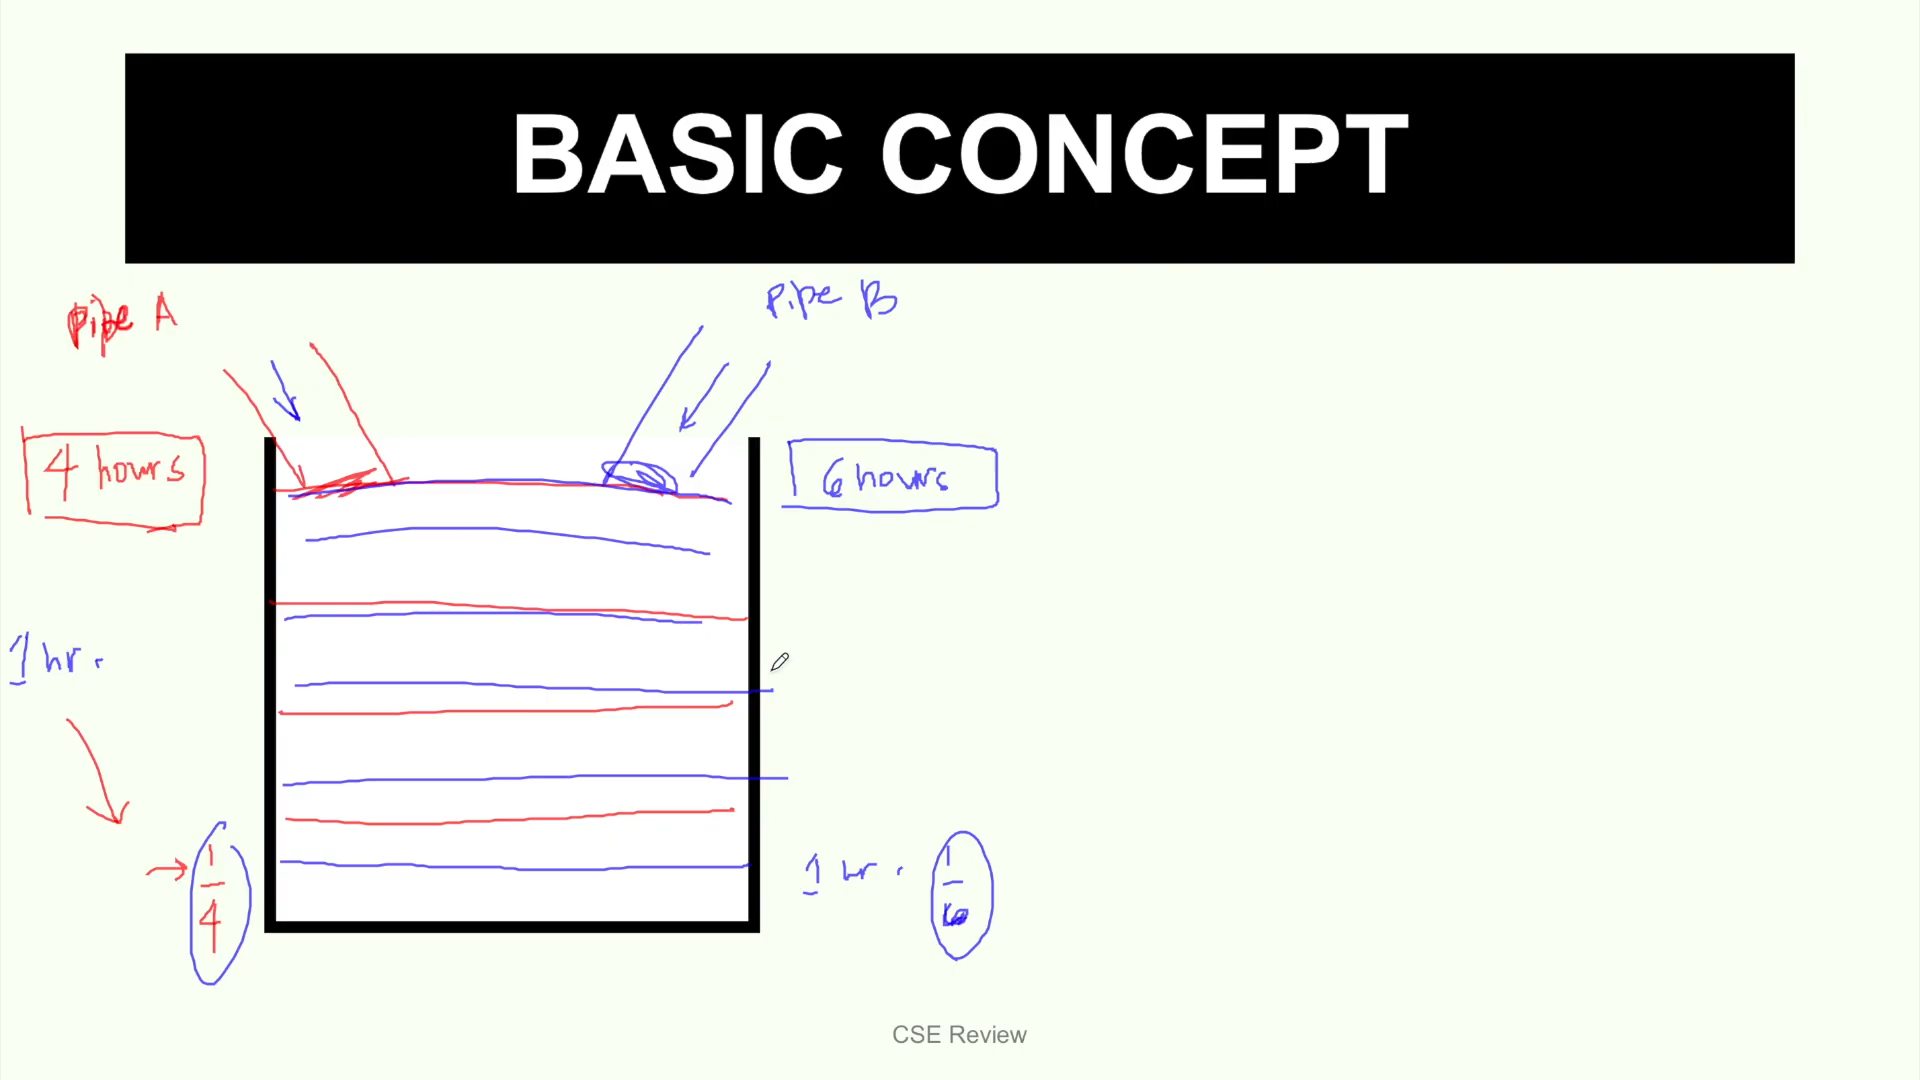 BASIC CONCEPT
Pipe A
Pipe B
4 hours
6 hours
1 hr.
1 hr.
1/4
1/6
CSE Review